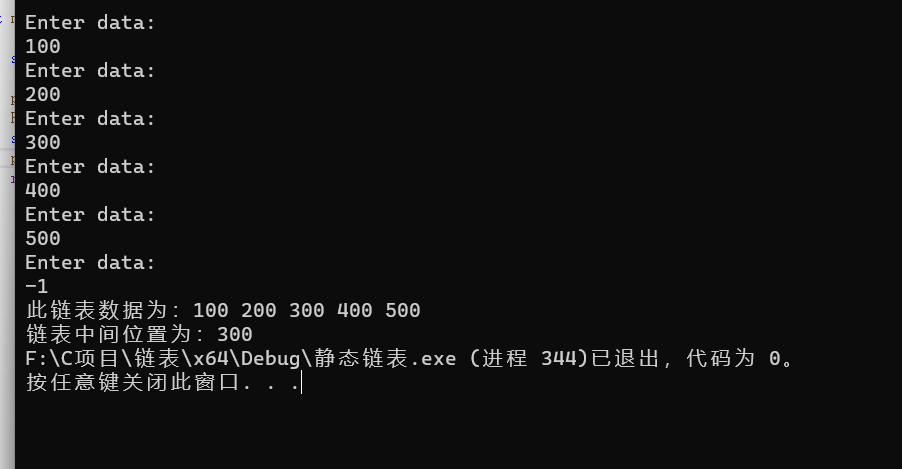 Enter data:
100
Enter data:
200
Enter data:
300
Enter data:
400
Enter data:
500
Enter data:
-1
此链表数据为: 100 200 300 400 500
链表中间位置为: 300
F:\C项目\链表\x64\Debug\静态链表.exe (进程 344)已退出，代码为 0。
按任意键关闭此窗口. . .